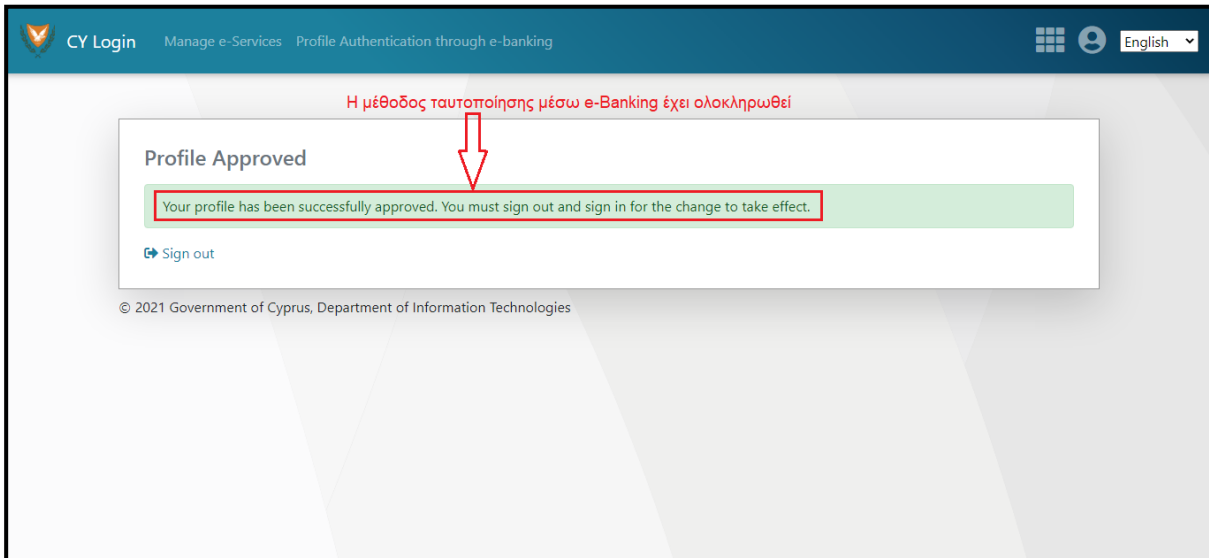 CY Login Manage e-Services Profile Authentication through e-banking English
Η μέθοδος ταυτοποίησης μέσω e-Banking έχει ολοκληρωθεί
Profile Approved
Your profile has been successfully approved. You must sign out and sign in for the change to take effect.
Sign out
© 2021 Government of Cyprus, Department of Information Technologies